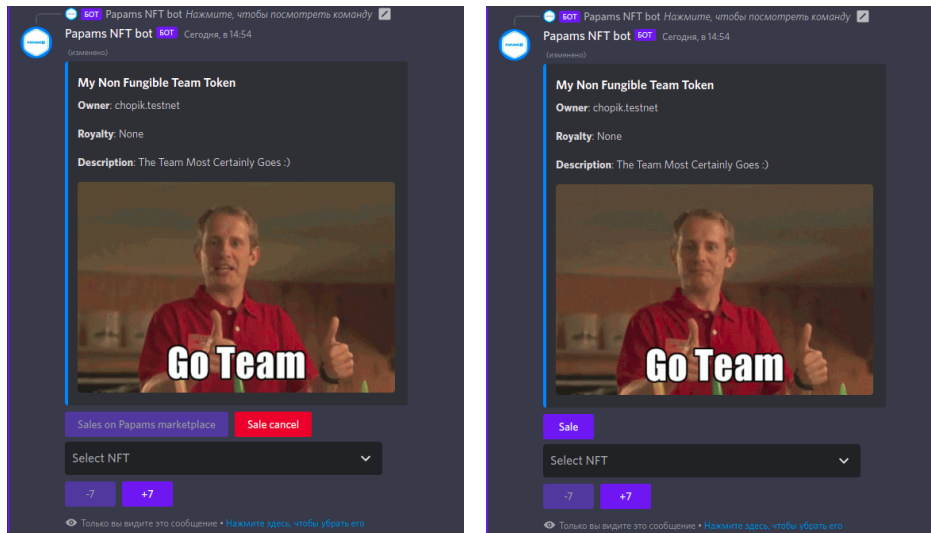 БОТ Papams NFT bot Нажмите, чтобы посмотреть команду
Papams NFT bot БОТ Сегодня, в 14:54
(изменено)
My Non Fungible Team Token
Owner: chopik.testnet
Royalty: None
Description: The Team Most Certainly Goes :)
Go Team
Sales on Papams marketplace Sale cancel
Select NFT
-7 +7
Только вы видите это сообщение • Нажмите здесь, чтобы убрать его
БОТ Papams NFT bot Нажмите, чтобы посмотреть команду
Papams NFT bot БОТ Сегодня, в 14:54
(изменено)
My Non Fungible Team Token
Owner: chopik.testnet
Royalty: None
Description: The Team Most Certainly Goes :)
Go Team
Sale
Select NFT
-7 +7
Только вы видите это сообщение • Нажмите здесь, чтобы убрать его